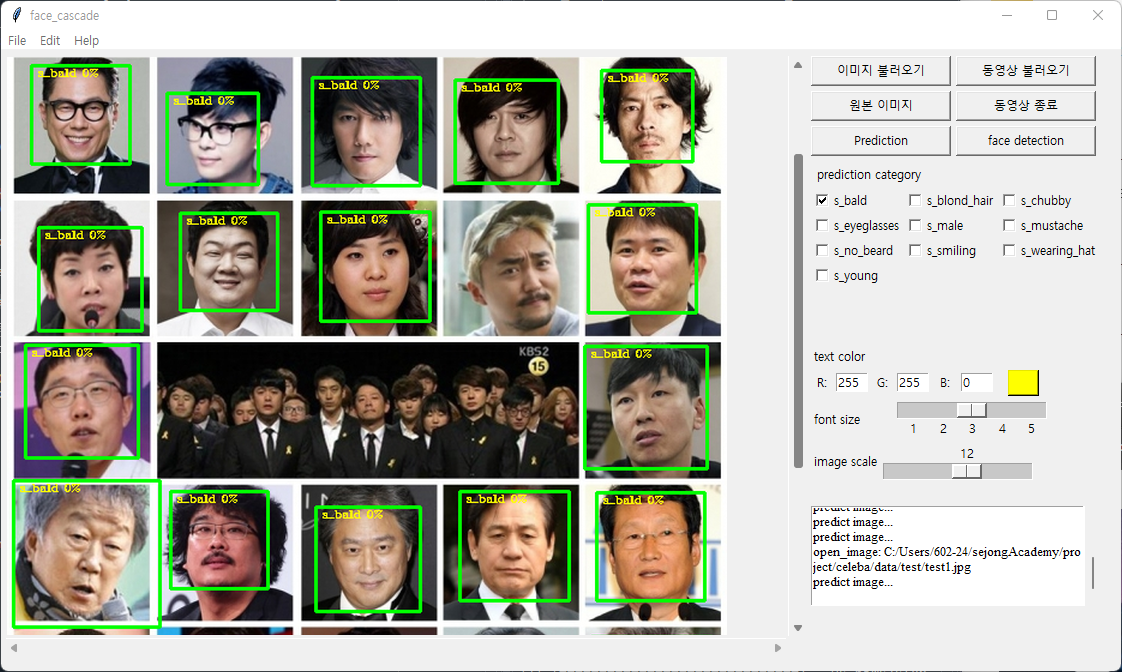 face_cascade
File Edit Help
s_bald 0%
s_bald 0%
s_bald 0%
s_bald 0%
s_bald 0%
s_bald 0%
s_bald 0%
s_bald 0%
s_bald 0%
s_bald 0%
KBS2
15
s_bald 0%
s_bald 0%
s_bald 0%
s_bald 0%
s_bald 0%
s_bald 0%
이미지 불러오기 동영상 불러오기
원본 이미지 동영상 종료
Prediction face detection
prediction category
s_bald s_blond_hair s_chubby
s_eyeglasses s_male s_mustache
s_no_beard s_smiling s_wearing_hat
s_young
text color
R: 255 G: 255 B: 0
font size
1 2 3 4 5
12
image scale
predict image...
predict image...
predict image...
open_image: C:/Users/602-24/sejongAcademy/pro
ject/celeba/data/test/test1.jpg
predict image...